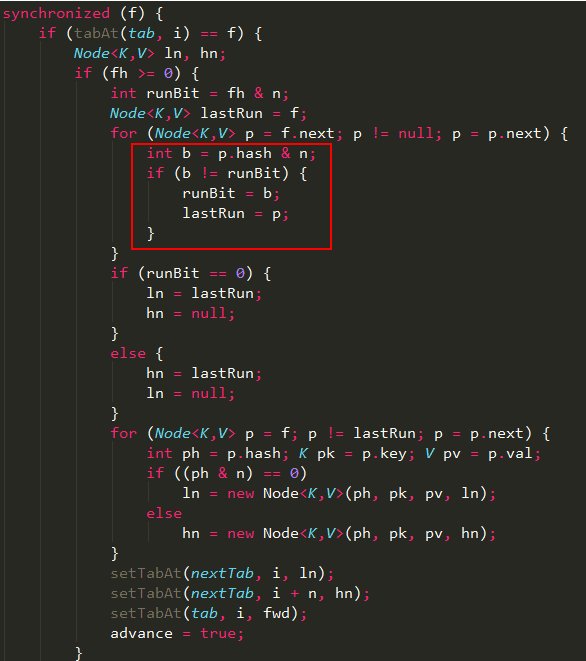 synchronized (f) {
    if (tabAt(tab, i) == f) {
        Node<K,V> ln, hn;
        if (fh >= 0) {
            int runBit = fh & n;
            Node<K,V> lastRun = f;
            for (Node<K,V> p = f.next; p != null; p = p.next) {
                int b = p.hash & n;
                if (b != runBit) {
                    runBit = b;
                    lastRun = p;
                }
            }
            if (runBit == 0) {
                ln = lastRun;
                hn = null;
            }
            else {
                hn = lastRun;
                ln = null;
            }
            for (Node<K,V> p = f; p != lastRun; p = p.next) {
                int ph = p.hash; K pk = p.key; V pv = p.val;
                if ((ph & n) == 0)
                    ln = new Node<K,V>(ph, pk, pv, ln);
                else
                    hn = new Node<K,V>(ph, pk, pv, hn);
            }
            setTabAt(nextTab, i, ln);
            setTabAt(nextTab, i + n, hn);
            setTabAt(tab, i, fwd);
            advance = true;
        }